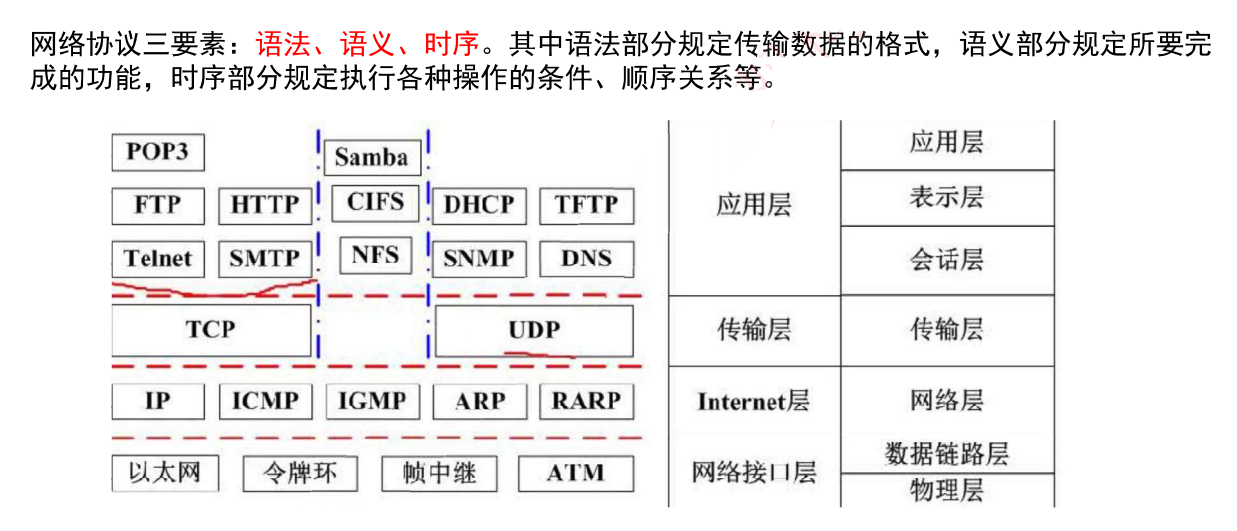 网络协议三要素：语法、语义、时序。其中语法部分规定传输数据的格式，语义部分规定所要完
成的功能，时序部分规定执行各种操作的条件、顺序关系等。
POP3
Samba
FTP
HTTP
CIFS
DHCP
TFTP
Telnet
SMTP
NFS
SNMP
DNS
TCP
UDP
IP
ICMP
IGMP
ARP
RARP
以太网
令牌环
帧中继
ATM
应用层
应用层
表示层
会话层
传输层
传输层
Internet层
网络层
网络接口层
数据链路层
物理层